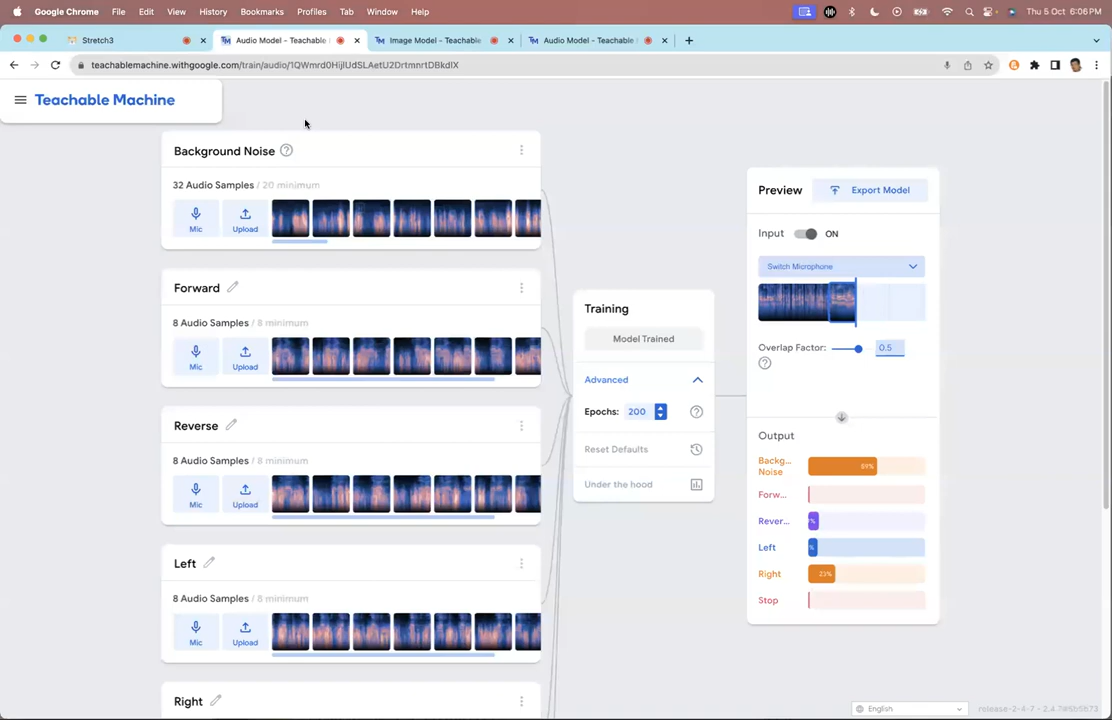 Google Chrome File Edit View History Bookmarks Profiles Tab Window Help Thu 5 Oct 6:06 PM
Stretch3 Audio Model – Teachable Image Model – Teachable Audio Model – Teachable
teachablemachine.withgoogle.com/train/audio/1QWmrd0HijlUdSLAetU2DrtmnrtDBkdlX
Teachable Machine
Background Noise
32 Audio Samples / 20 minimum
Mic Upload
Forward
8 Audio Samples / 8 minimum
Mic Upload
Reverse
8 Audio Samples / 8 minimum
Mic Upload
Left
8 Audio Samples / 8 minimum
Mic Upload
Right
Training
Model Trained
Advanced
Epochs: 200
Reset Defaults
Under the hood
Preview Export Model
Input ON
Switch Microphone
Overlap Factor: 0.5
Output
Backg...
Noise
Forw...
Rever...
Left
Right 21%
Stop
English